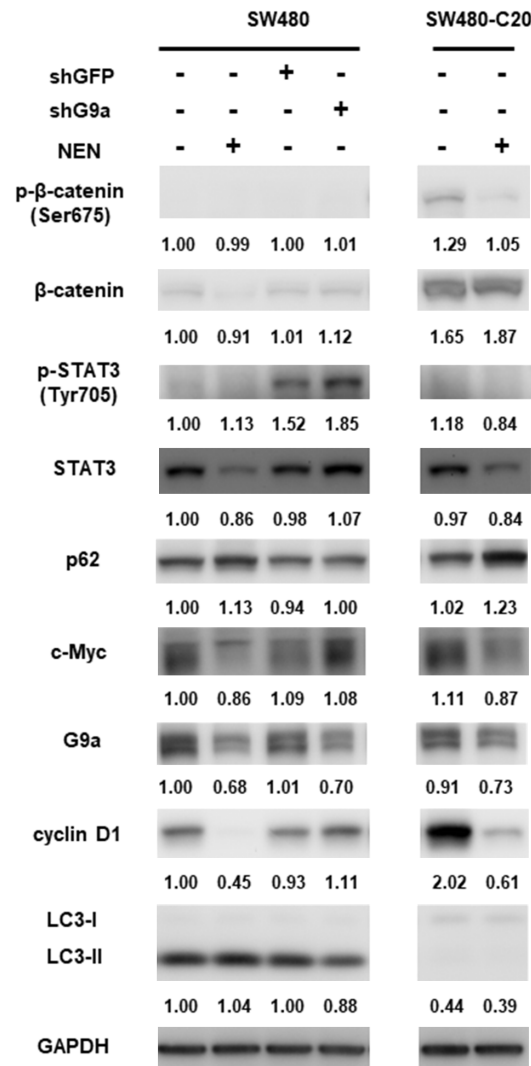 SW480 SW480-C20
shGFP - - + - - -
shG9a - - - + - -
NEN - + - - - +
p-β-catenin
(Ser675)
1.00 0.99 1.00 1.01 1.29 1.05
β-catenin
1.00 0.91 1.01 1.12 1.65 1.87
p-STAT3
(Tyr705)
1.00 1.13 1.52 1.85 1.18 0.84
STAT3
1.00 0.86 0.98 1.07 0.97 0.84
p62
1.00 1.13 0.94 1.00 1.02 1.23
c-Myc
1.00 0.86 1.09 1.08 1.11 0.87
G9a
1.00 0.68 1.01 0.70 0.91 0.73
cyclin D1
1.00 0.45 0.93 1.11 2.02 0.61
LC3-I
LC3-II
1.00 1.04 1.00 0.88 0.44 0.39
GAPDH